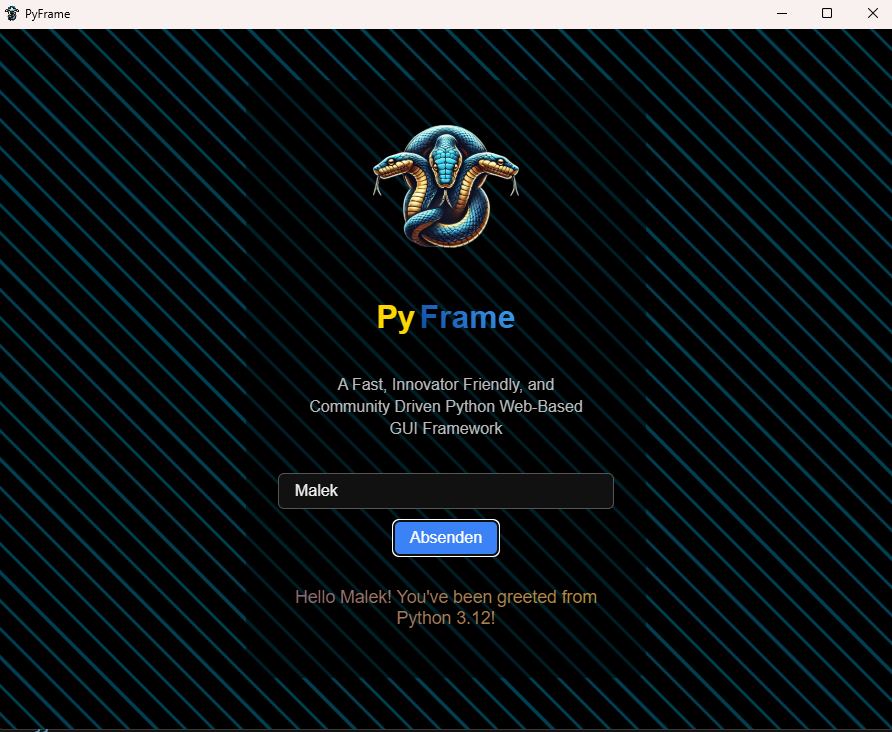 PyFrame
PyFrame
A Fast, Innovator Friendly, and
Community Driven Python Web-Based
GUI Framework
Malek
Absenden
Hello Malek! You've been greeted from
Python 3.12!